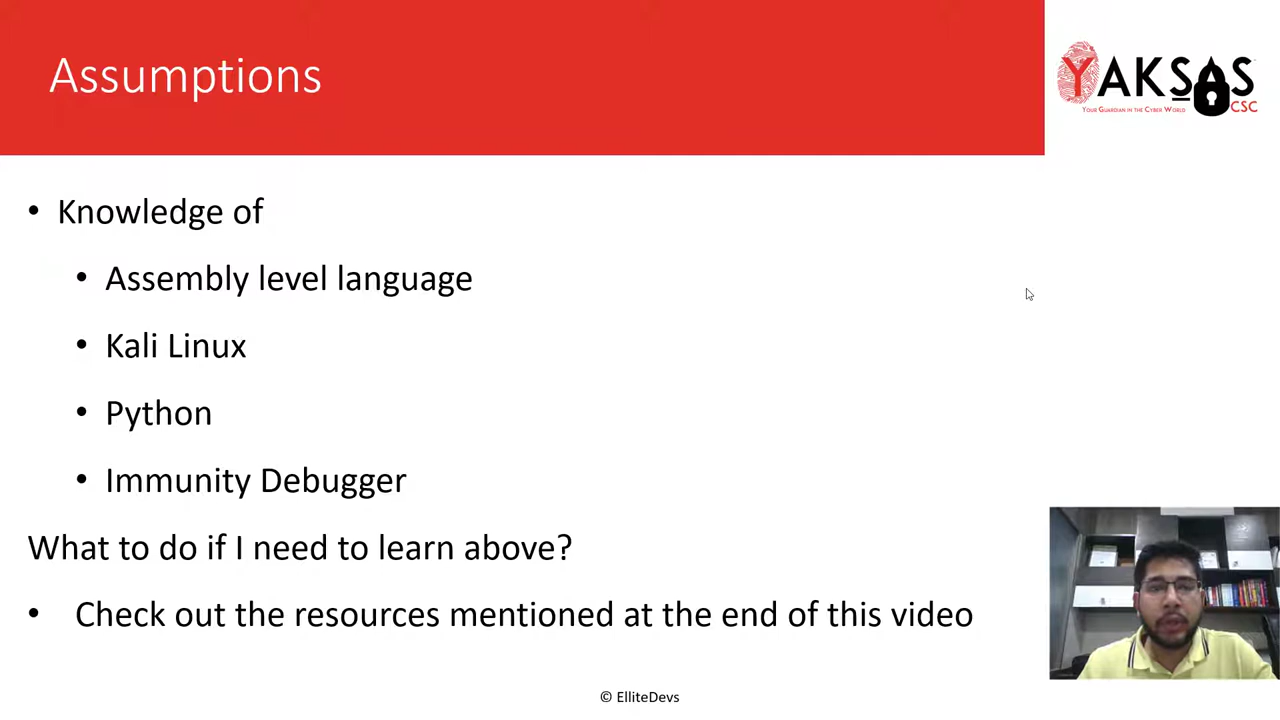 Assumptions
YAKSAS
CSC
YOUR GUARDIAN IN THE CYBER WORLD
• Knowledge of
• Assembly level language
• Kali Linux
• Python
• Immunity Debugger
What to do if I need to learn above?
• Check out the resources mentioned at the end of this video
© ElliteDevs